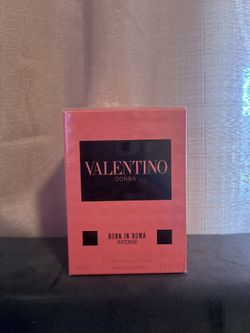 VALENTINO
DONNA
BORN IN ROMA
INTENSE